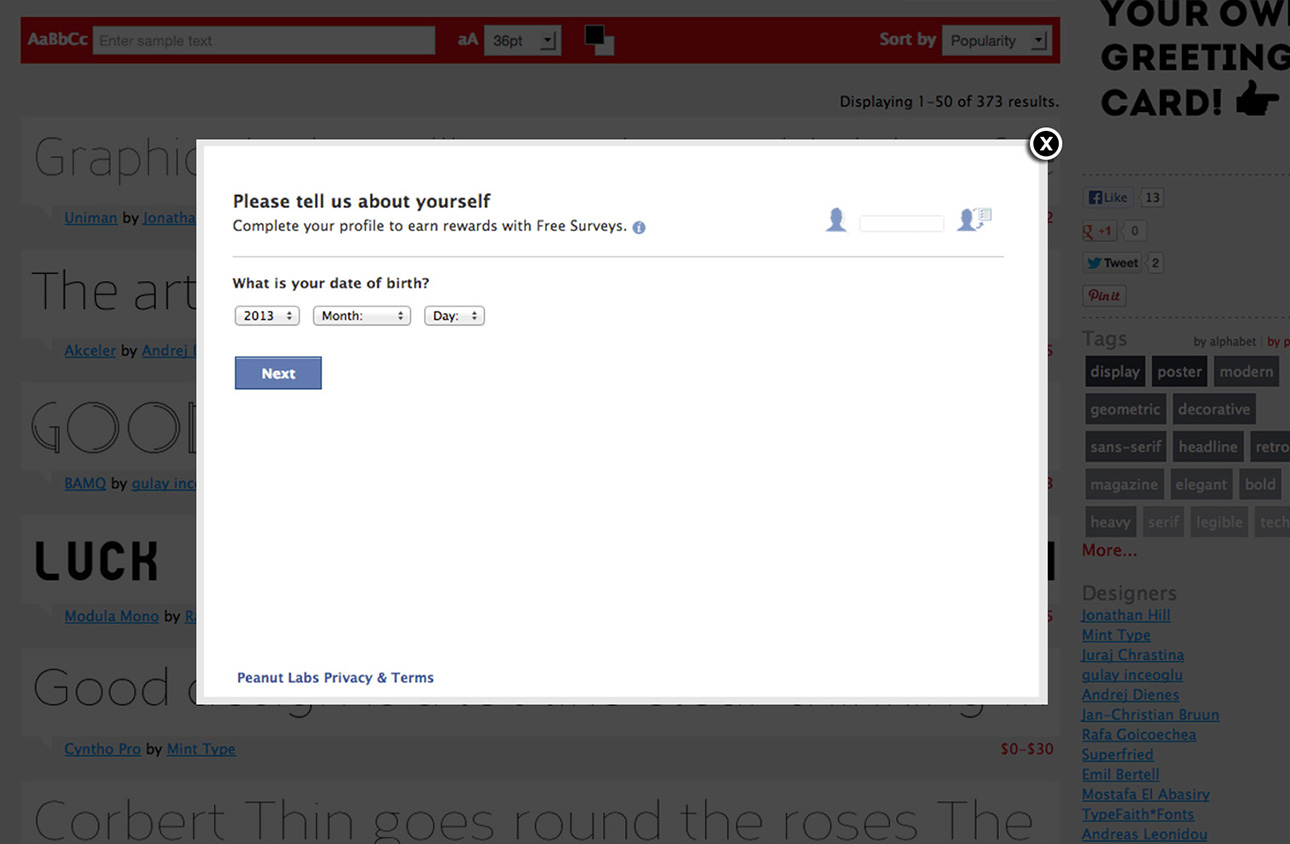 AaBbCc Enter sample text aA 36pt Sort by Popularity
Displaying 1-50 of 373 results.
YOUR OWN
GREETING
CARD!
Graphic
Uniman by Jonatha
The art
Akceler by Andrej
GOOD
BAMQ by gulay inc
LUCK
Modula Mono by
Good
Cyntho Pro by Mint Type $0-$30
Corbert Thin goes round the roses The
X
Please tell us about yourself
Complete your profile to earn rewards with Free Surveys. i
What is your date of birth?
2013 Month: Day:
Next
Peanut Labs Privacy & Terms
Like 13
g +1 0
Tweet 2
Pin it
Tags by alphabet | by p
display poster modern
geometric decorative
sans-serif headline retro
magazine elegant bold
heavy serif legible tech
More...
Designers
Jonathan Hill
Mint Type
Juraj Chrastina
gulay inceoglu
Andrej Dienes
Jan-Christian Bruun
Rafa Goicoechea
Superfried
Emil Bertell
Mostafa El Abasiry
TypeFaith*Fonts
Andreas Leonidou